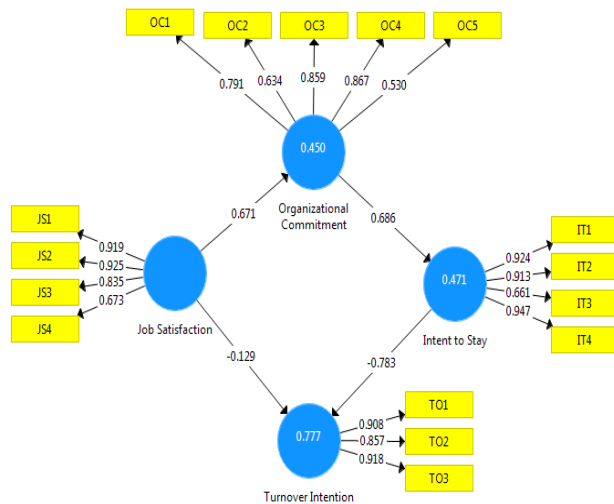 OC1
OC2
OC3
OC4
OC5
0.791
0.634
0.859
0.867
0.530
0.450
Organizational
Commitment
0.671
0.686
JS1
JS2
JS3
JS4
0.919
0.925
0.835
0.673
Job Satisfaction
0.471
Intent to Stay
0.924
0.913
0.661
0.947
IT1
IT2
IT3
IT4
-0.129
-0.783
0.777
Turnover Intention
0.908
0.857
0.918
TO1
TO2
TO3